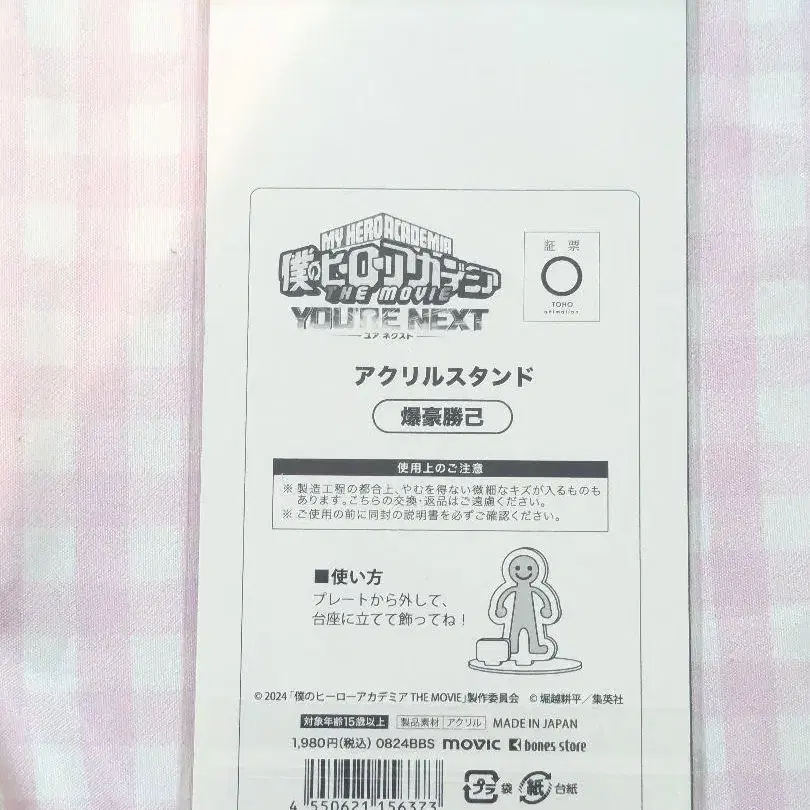 MY HERO ACADEMIA
僕のヒーローアカデミア
THE MOVIE
YOU'RE NEXT
ユア ネクスト
証 票
TOHO
animation
アクリルスタンド
爆豪勝己
使用上のご注意
※ 製造工程の都合上、やむを得ない微細なキズが入るものも
あります。こちらの交換・返品はご遠慮ください。
※ ご使用の前に同封の説明書を必ずご確認ください。
■使い方
プレートから外して、
台座に立てて飾ってね！
© 2024「僕のヒーローアカデミア THE MOVIE」製作委員会 © 堀越耕平／集英社
対象年齢15歳以上 製品素材 アクリル MADE IN JAPAN
1,980円(税込) 0824BBS movic bones store
プラ 袋 紙 台紙
4 550621 156373